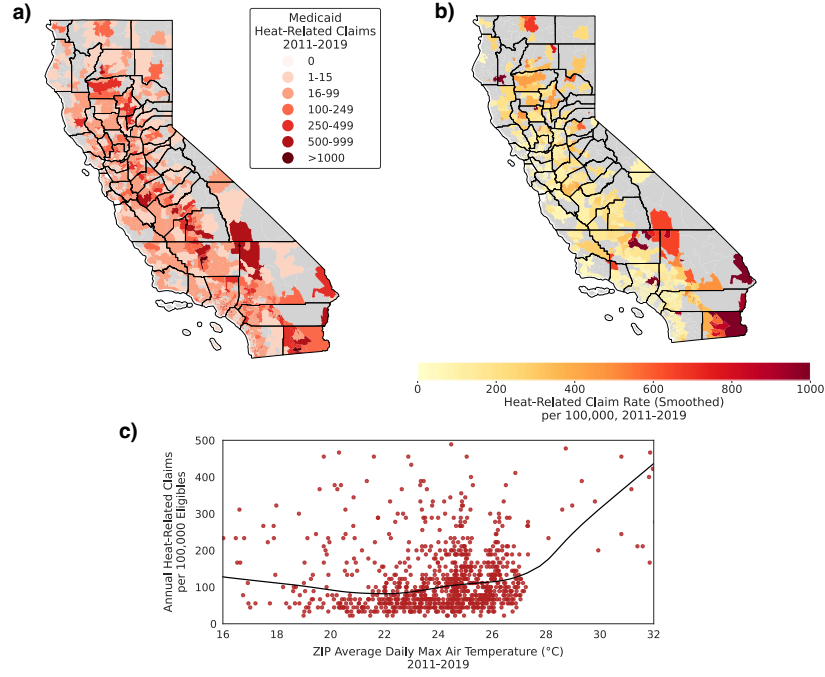 a)
Medicaid
Heat-Related Claims
2011–2019
0
1-15
16-99
100-249
250-499
500-999
>1000
b)
0 200 400 600 800 1000
Heat-Related Claim Rate (Smoothed)
per 100,000, 2011–2019
c)
Annual Heat-Related Claims
per 100,000 Eligibles
500
400
300
200
100
0
16 18 20 22 24 26 28 30 32
ZIP Average Daily Max Air Temperature (°C)
2011–2019